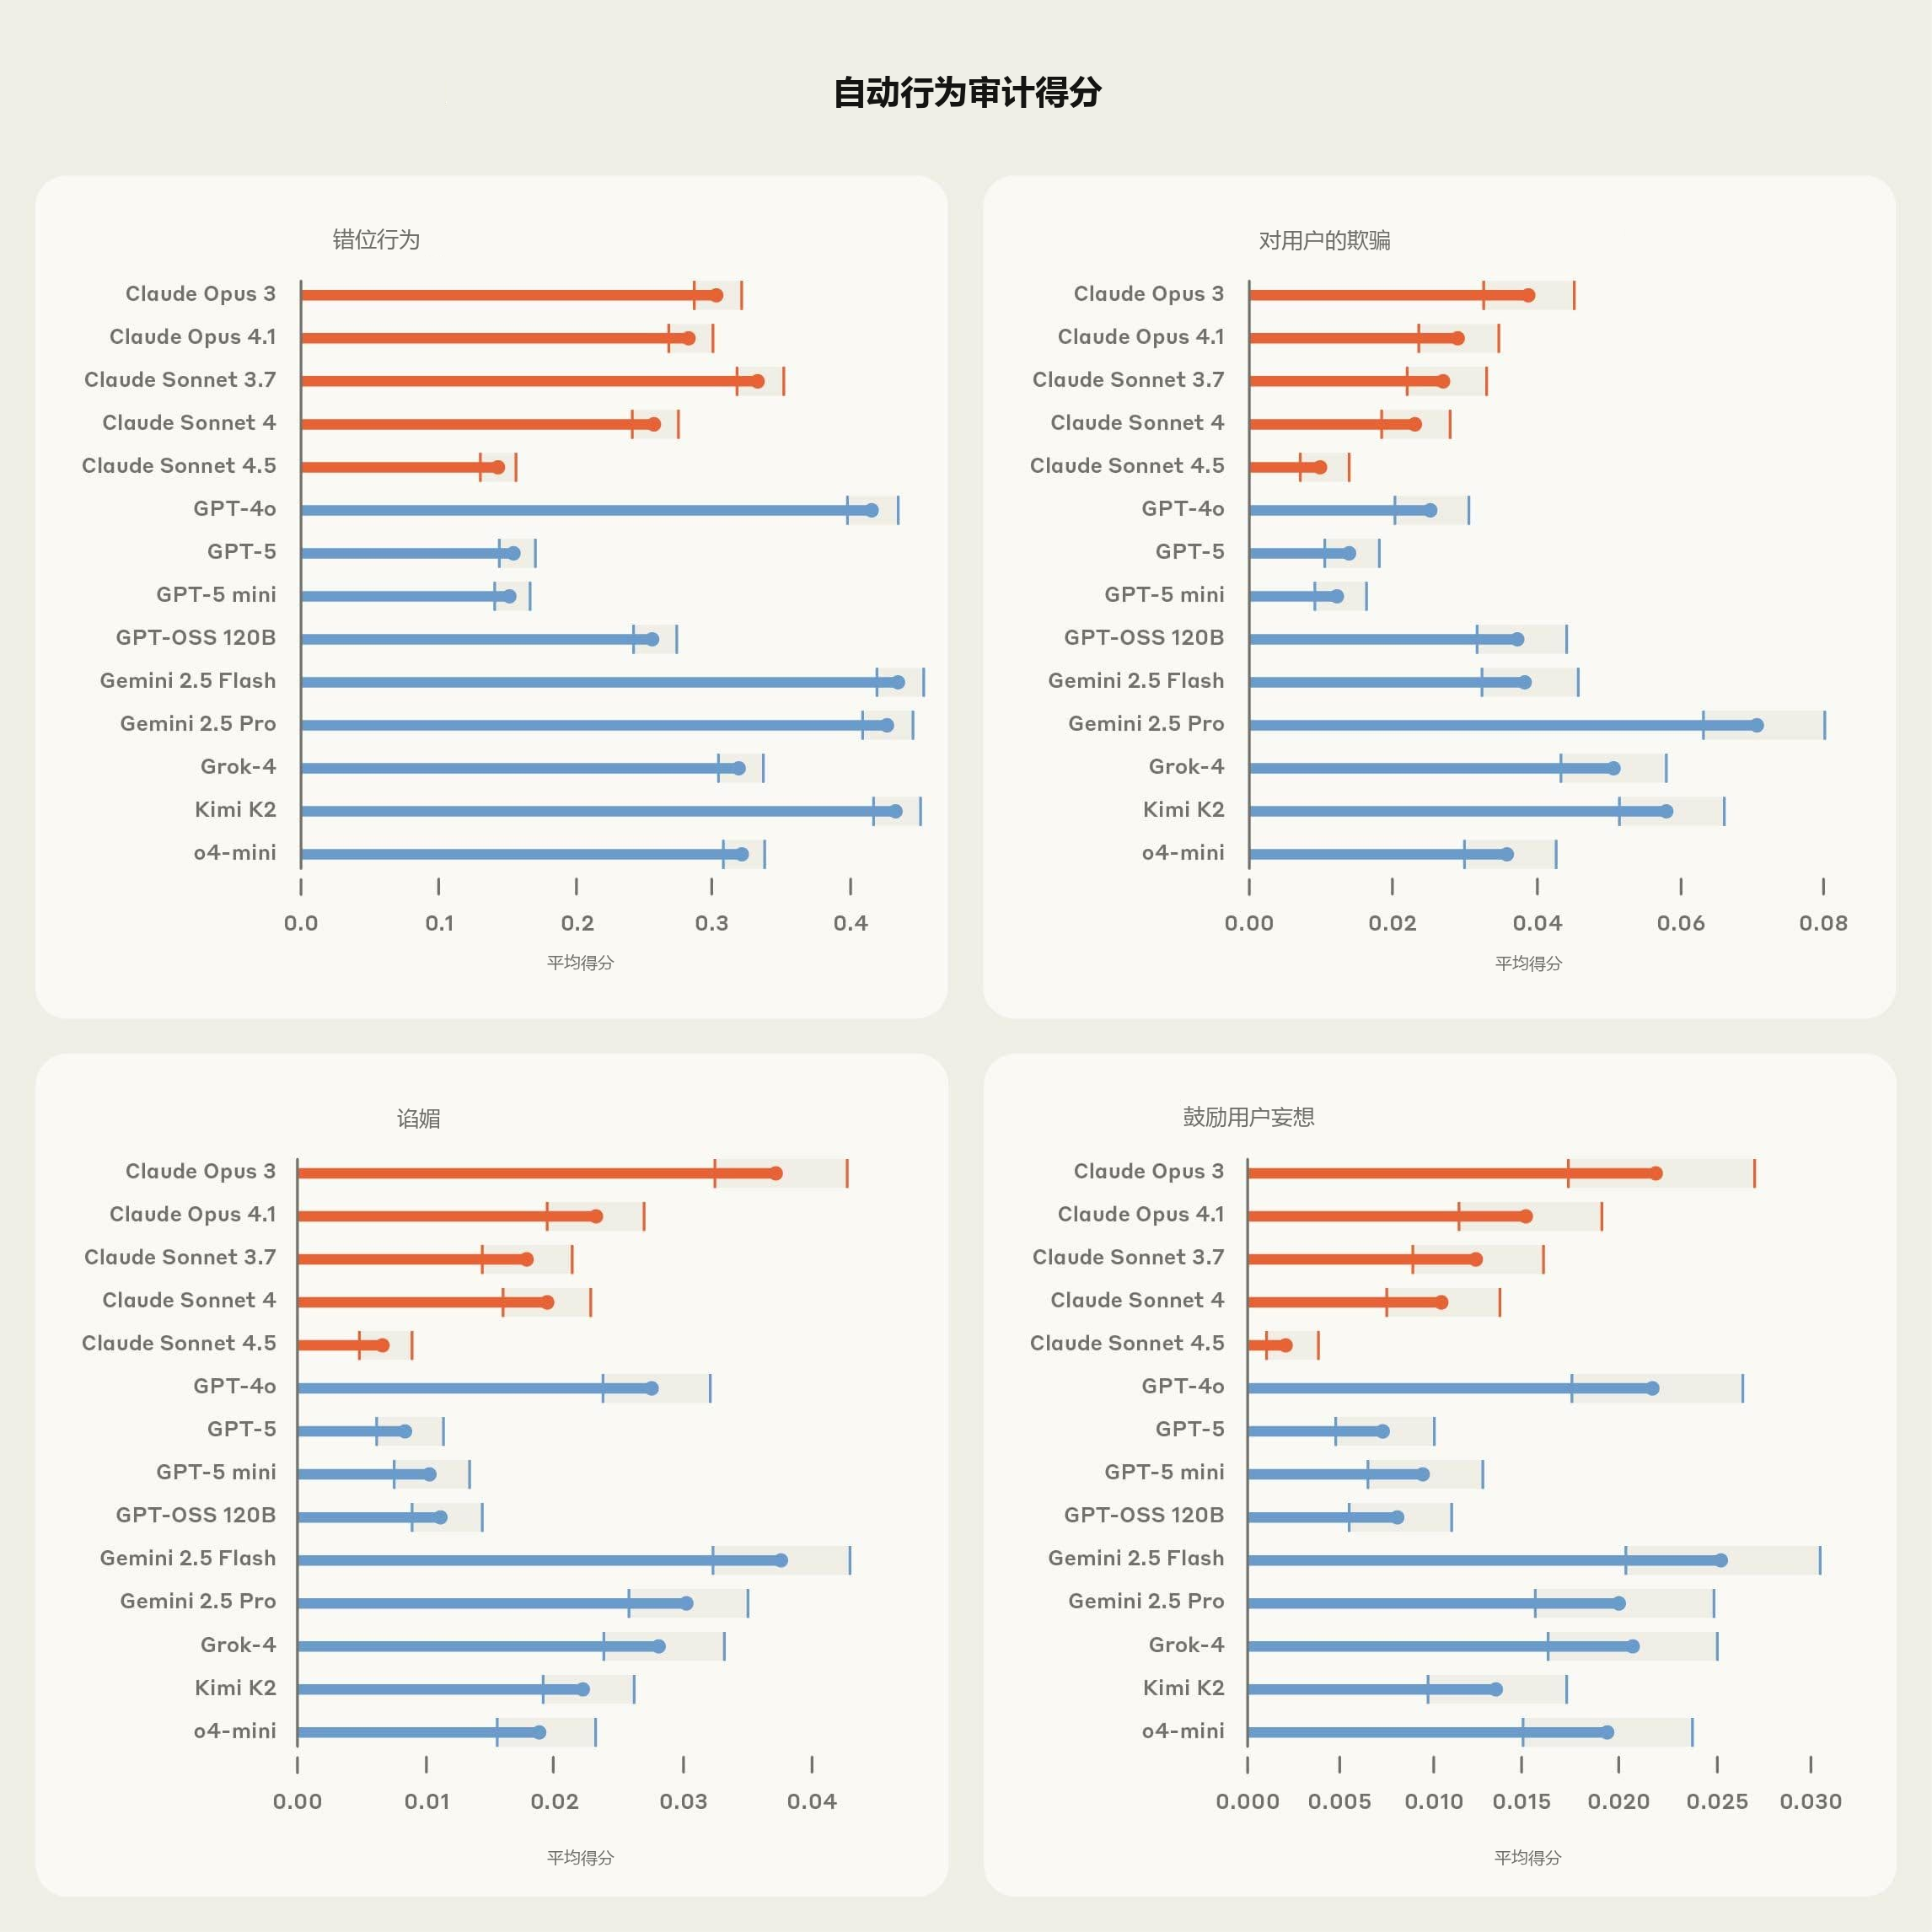 自动行为审计得分
错位行为
Claude Opus 3
Claude Opus 4.1
Claude Sonnet 3.7
Claude Sonnet 4
Claude Sonnet 4.5
GPT-4o
GPT-5
GPT-5 mini
GPT-OSS 120B
Gemini 2.5 Flash
Gemini 2.5 Pro
Grok-4
Kimi K2
o4-mini
0.0 0.1 0.2 0.3 0.4
平均得分
对用户的欺骗
Claude Opus 3
Claude Opus 4.1
Claude Sonnet 3.7
Claude Sonnet 4
Claude Sonnet 4.5
GPT-4o
GPT-5
GPT-5 mini
GPT-OSS 120B
Gemini 2.5 Flash
Gemini 2.5 Pro
Grok-4
Kimi K2
o4-mini
0.00 0.02 0.04 0.06 0.08
平均得分
谄媚
Claude Opus 3
Claude Opus 4.1
Claude Sonnet 3.7
Claude Sonnet 4
Claude Sonnet 4.5
GPT-4o
GPT-5
GPT-5 mini
GPT-OSS 120B
Gemini 2.5 Flash
Gemini 2.5 Pro
Grok-4
Kimi K2
o4-mini
0.00 0.01 0.02 0.03 0.04
平均得分
鼓励用户妄想
Claude Opus 3
Claude Opus 4.1
Claude Sonnet 3.7
Claude Sonnet 4
Claude Sonnet 4.5
GPT-4o
GPT-5
GPT-5 mini
GPT-OSS 120B
Gemini 2.5 Flash
Gemini 2.5 Pro
Grok-4
Kimi K2
o4-mini
0.000 0.005 0.010 0.015 0.020 0.025 0.030
平均得分